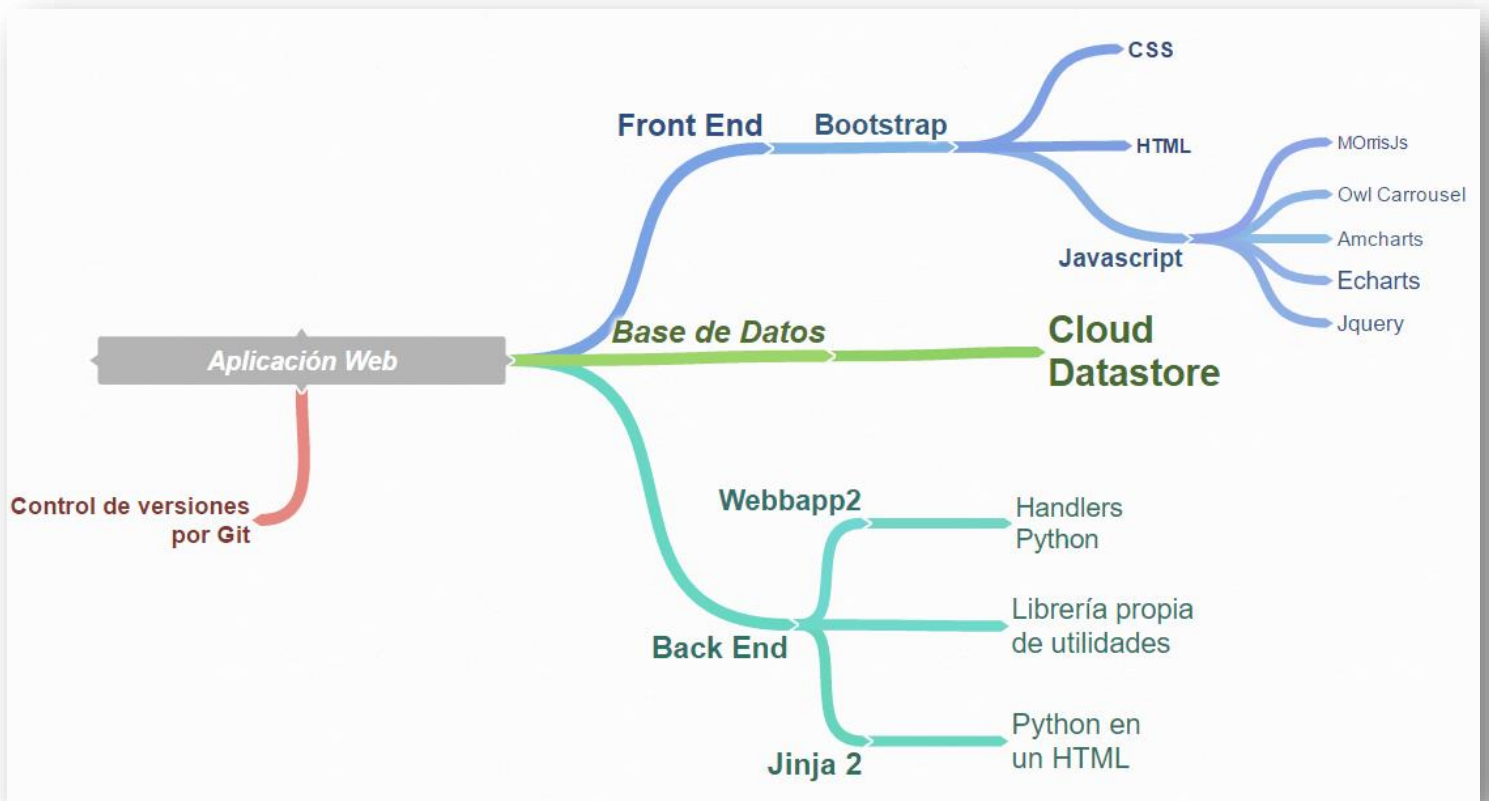 CSS
Front End
Bootstrap
HTML
MOrrisJs
Owl Carrousel
Amcharts
Javascript
Echarts
Jquery
Base de Datos
Cloud
Datastore
Aplicación Web
Control de versiones
por Git
Webbapp2
Handlers
Python
Librería propia
de utilidades
Back End
Python en
un HTML
Jinja 2